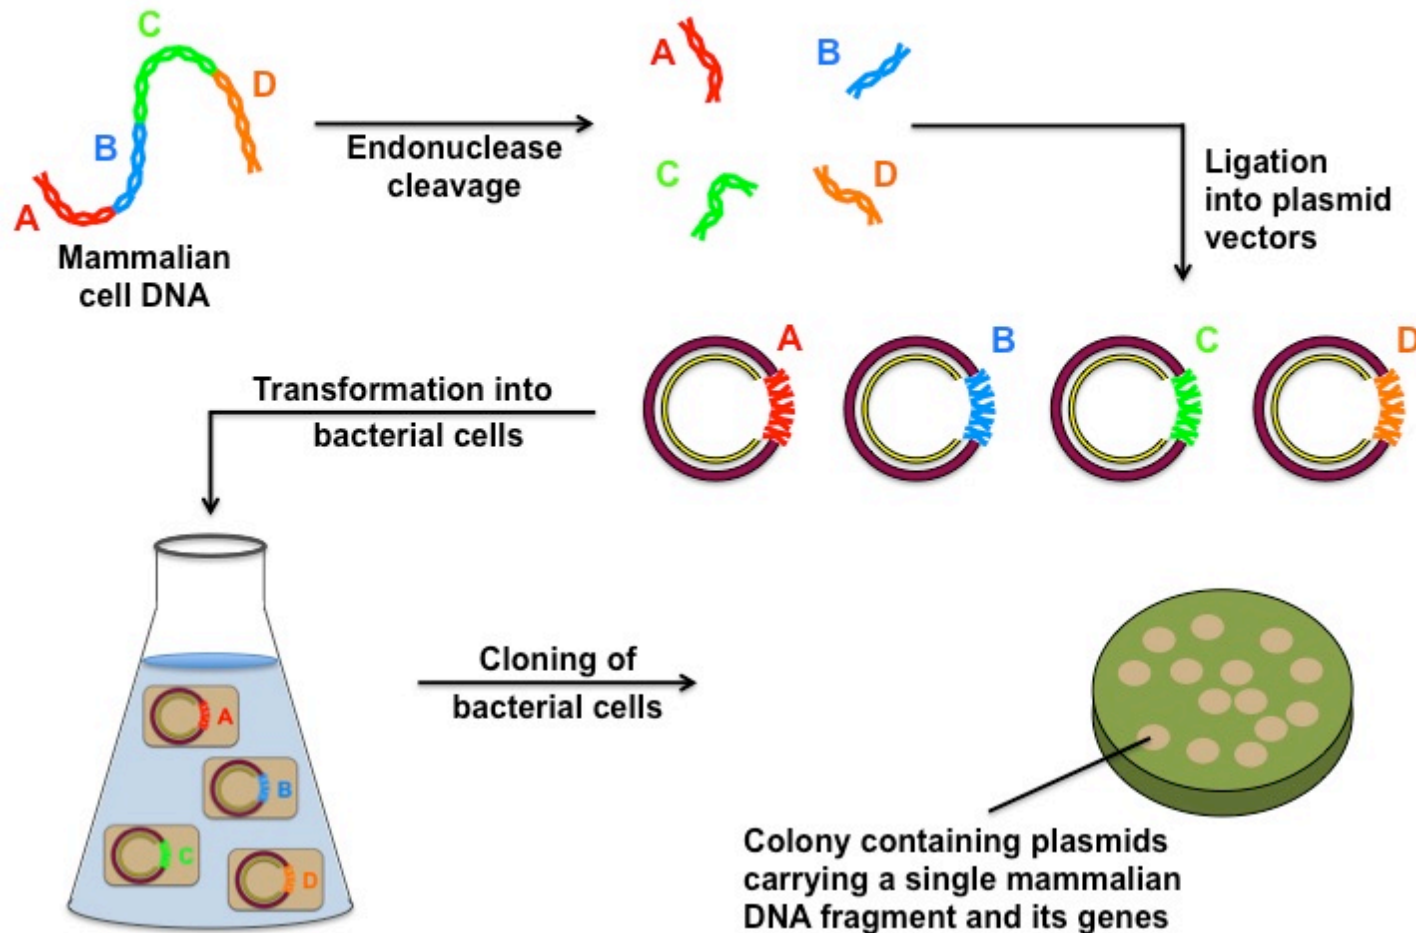 C
D
B
A
Mammalian
cell DNA
Endonuclease
cleavage
A
B
C
D
Ligation
into plasmid
vectors
A
B
C
D
Transformation into
bacterial cells
A
B
C
D
Cloning of
bacterial cells
Colony containing plasmids
carrying a single mammalian
DNA fragment and its genes